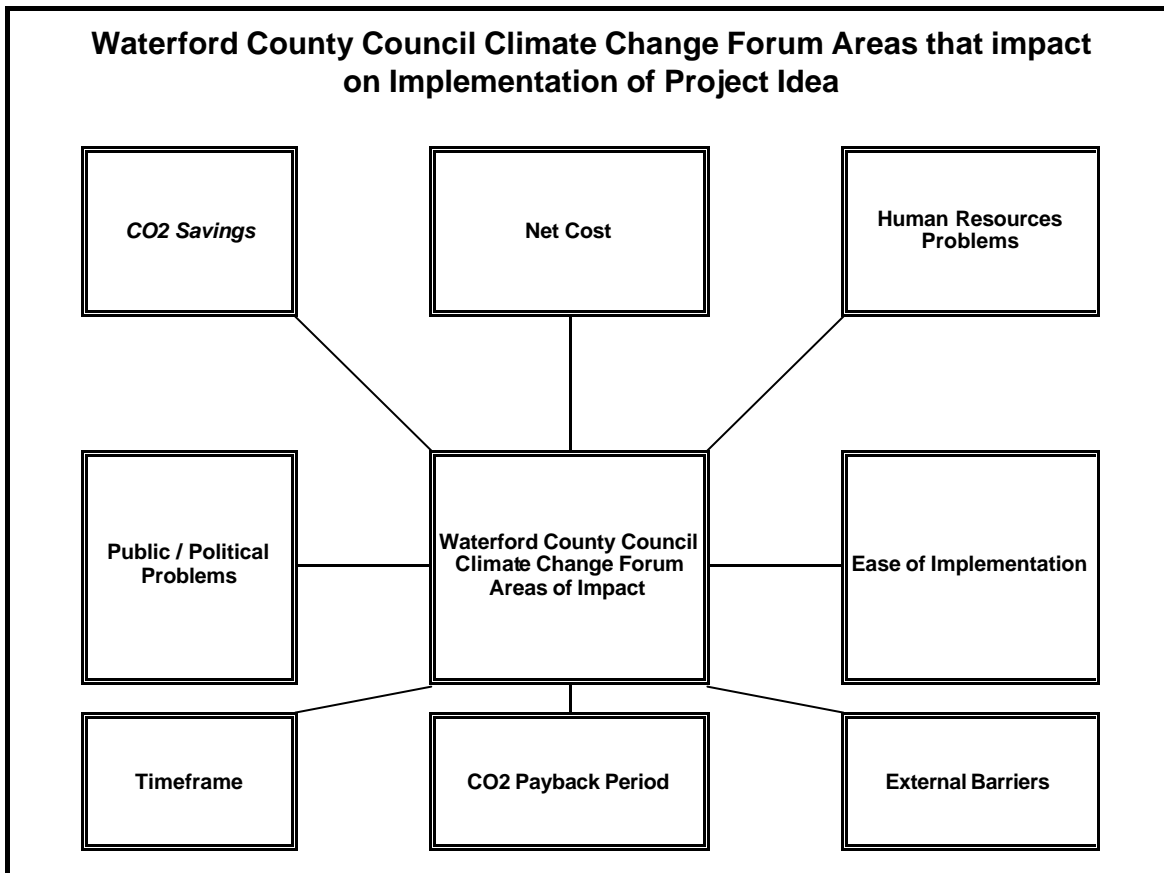 Waterford County Council Climate Change Forum Areas that impact
on Implementation of Project Idea
CO2 Savings
Net Cost
Human Resources
Problems
Public / Political
Problems
Waterford County Council
Climate Change Forum
Areas of Impact
Ease of Implementation
Timeframe
CO2 Payback Period
External Barriers